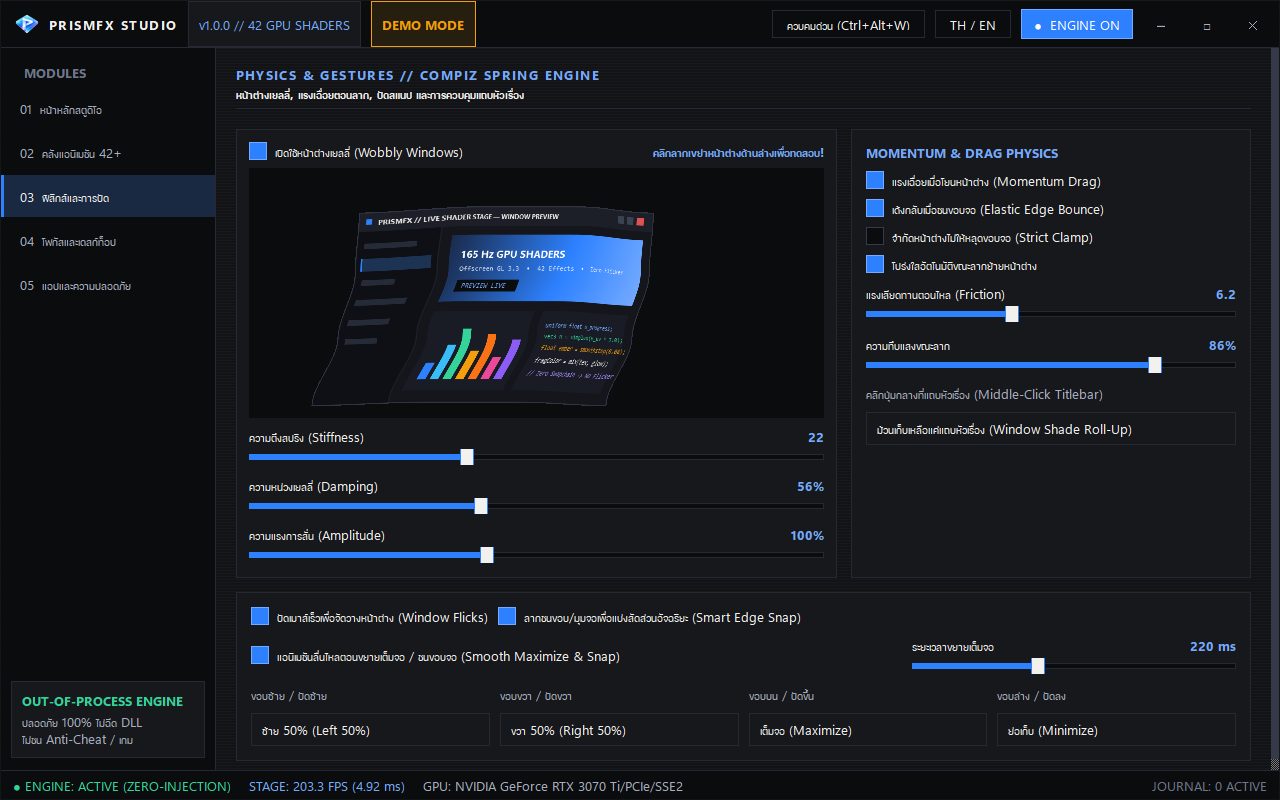 PRISMFX STUDIO
v1.0.0 // 42 GPU SHADERS
DEMO MODE
ควบคุมด่วน (Ctrl+Alt+W)
TH / EN
● ENGINE ON
MODULES
01 หน้าหลักสตูดิโอ
02 คลังแอนิเมชัน 42+
03 ฟิสิกส์และการปัด
04 โฟกัสและเดสก์ท็อป
05 แอปและความปลอดภัย
OUT-OF-PROCESS ENGINE
ปลอดภัย 100% ไม่ฉีด DLL
ไม่ชน Anti-Cheat / เกม
PHYSICS & GESTURES // COMPIZ SPRING ENGINE
หน้าต่างเยลลี่, แรงเฉื่อยตอนลาก, ปัดสแนป และการควบคุมแถบหัวเรื่อง
เปิดใช้หน้าต่างเยลลี่ (Wobbly Windows)
คลิกลากเขย่าหน้าต่างด้านล่างเพื่อทดสอบ!
PRISMFX // LIVE SHADER STAGE — WINDOW PREVIEW
165 Hz GPU SHADERS
Offscreen GL 3.3 • 42 Effects • Zero Flicker
PREVIEW LIVE
ความตึงสปริง (Stiffness)
22
ความหน่วงเยลลี่ (Damping)
56%
ความแรงการสั่น (Amplitude)
100%
MOMENTUM & DRAG PHYSICS
แรงเฉื่อยเมื่อโยนหน้าต่าง (Momentum Drag)
เด้งกลับเมื่อชนขอบจอ (Elastic Edge Bounce)
จำกัดหน้าต่างไม่ให้หลุดขอบจอ (Strict Clamp)
โปร่งใสอัตโนมัติขณะลากย้ายหน้าต่าง
แรงเสียดทานตอนไหล (Friction)
6.2
ความทึบแสงขณะลาก
86%
คลิกปุ่มกลางที่แถบหัวเรื่อง (Middle-Click Titlebar)
ม้วนเก็บเหลือแค่แถบหัวเรื่อง (Window Shade Roll-Up)
ปัดเมาส์เร็วเพื่อจัดวางหน้าต่าง (Window Flicks)
ลากชนขอบ/มุมจอเพื่อแบ่งสัดส่วนอัจฉริยะ (Smart Edge Snap)
แอนิเมชันลื่นไหลตอนขยายเต็มจอ / ชนขอบจอ (Smooth Maximize & Snap)
ระยะเวลาขยายเต็มจอ
220 ms
ขอบซ้าย / ปัดซ้าย
ขอบขวา / ปัดขวา
ขอบบน / ปัดขึ้น
ขอบล่าง / ปัดลง
ซ้าย 50% (Left 50%)
ขวา 50% (Right 50%)
เต็มจอ (Maximize)
ย่อเก็บ (Minimize)
● ENGINE: ACTIVE (ZERO-INJECTION)
STAGE: 203.3 FPS (4.92 ms)
GPU: NVIDIA GeForce RTX 3070 Ti/PCIe/SSE2
JOURNAL: 0 ACTIVE